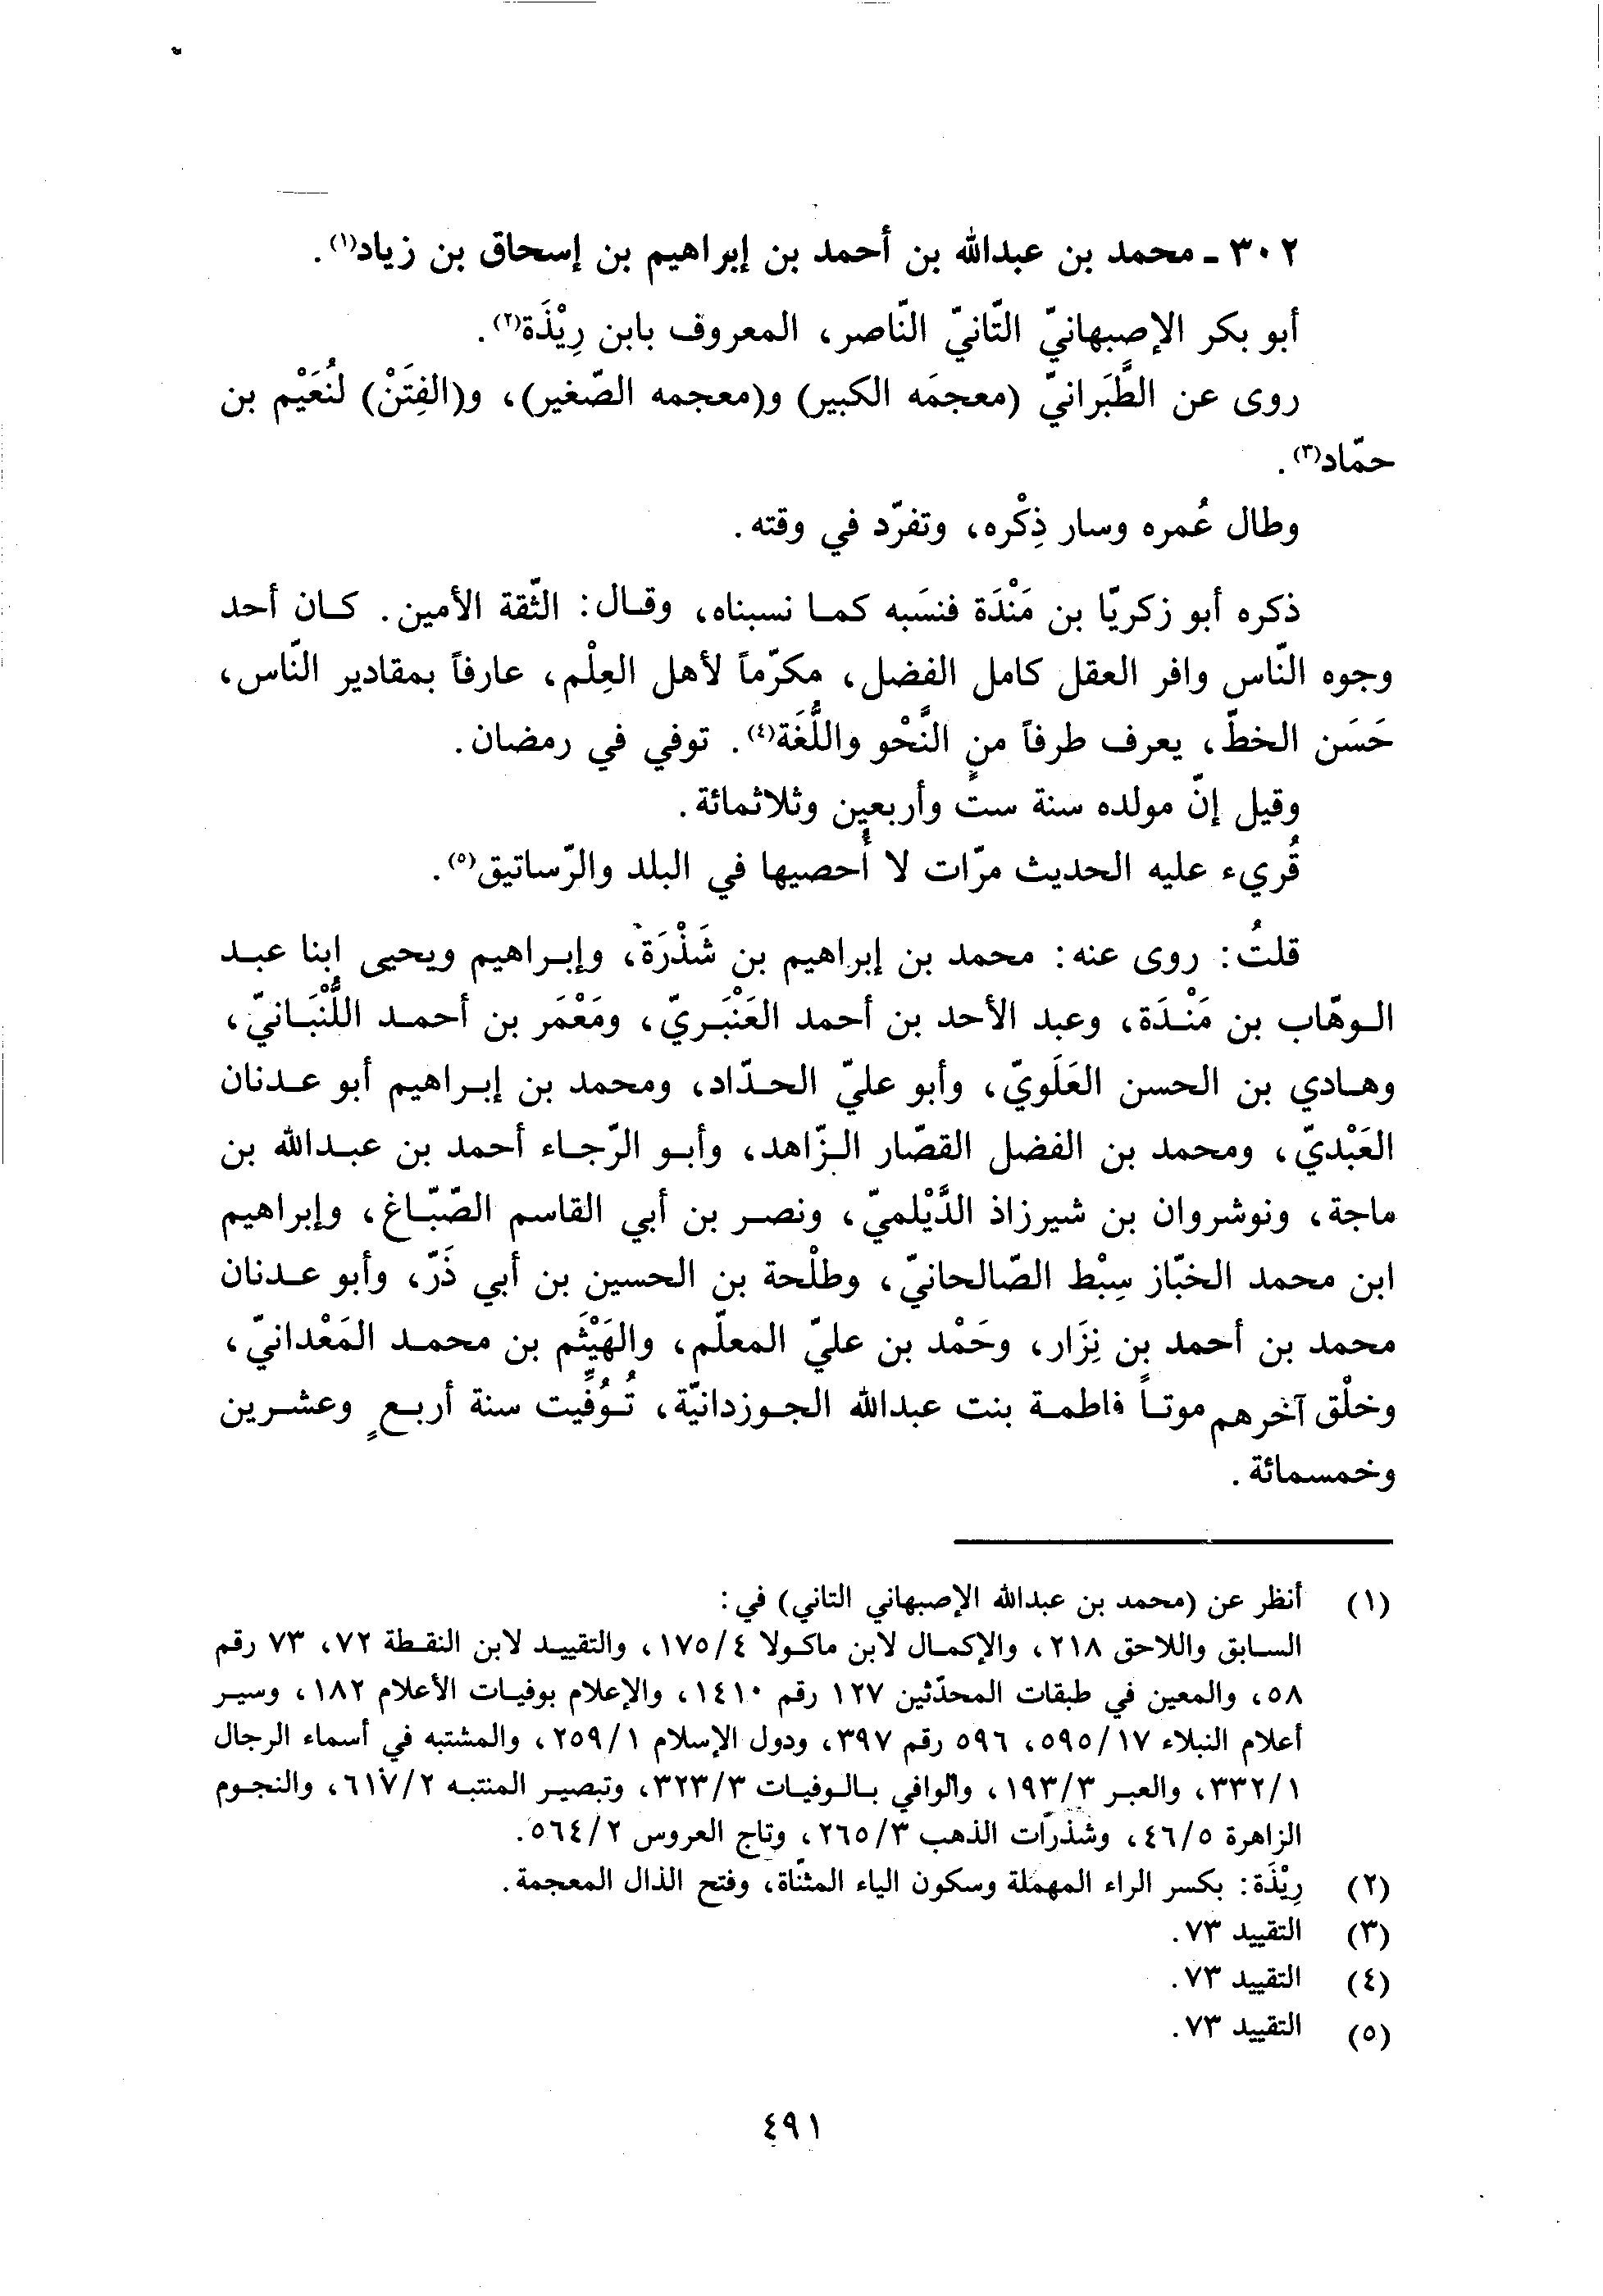 ٣٠٢ ـ محمد بن عبدالله بن أحمد بن إبراهيم بن إسحاق بن زياد(١).
أبو بكر الإصبهانيّ التّانيّ النّاصر، المعروف بابن رِيْذَة(٢).
روى عن الطَّبَرانيّ (معجمَه الكبير) و(معجمه الصّغير)، و(الفِتَنْ) لنُعَيْم بن
حمّاد(٣).
وطال عُمره وسار ذِكْره، وتفرّد في وقته.
ذكره أبو زكريّا بن مَنْدَة فنسَبه كما نسبناه، وقال: الثّقة الأمين. كان أحد
وجوه النّاس وافر العقل كامل الفضل، مكرّماً لأهل العِلْم، عارفاً بمقادير النّاس،
حَسَن الخطّ، يعرف طرفاً من النَّحْو واللُّغَة(٤). توفي في رمضان.
وقيل إنّ مولده سنة ستٍّ وأربعين وثلاثمائة.
قُريء عليه الحديث مرّات لا أُحصيها في البلد والرّساتيق(٥).
قلتُ: روى عنه: محمد بن إبراهيم بن شَذْرَة، وإبراهيم ويحيى ابنا عبد
الوهّاب بن مَنْدَة، وعبد الأحد بن أحمد العَنْبَريّ، ومَعْمَر بن أحمد اللُّنْبَانيّ،
وهادي بن الحسن العَلَويّ، وأبو عليّ الحدّاد، ومحمد بن إبراهيم أبو عدنان
العَبْديّ، ومحمد بن الفضل القصّار الزّاهد، وأبو الرّجاء أحمد بن عبدالله بن
ماجة، ونوشروان بن شيرزاذ الدَّيْلميّ، ونصر بن أبي القاسم الصّبّاغ، وإبراهيم
ابن محمد الخبّاز سِبْط الصّالحانيّ، وطلْحة بن الحسين بن أبي ذَرّ، وأبو عدنان
محمد بن أحمد بن نِزَار، وحَمْد بن عليّ المعلّم، والهَيْثَم بن محمد المَعْدانيّ،
وخلْق آخرهم موتاً فاطمة بنت عبدالله الجوزدانيّة، تُوُفِّيت سنة أربعٍ وعشرين
وخمسمائة.
(١) أنظر عن (محمد بن عبدالله الإصبهاني التاني) في:
السابق واللاحق ٢١٨، والإكمال لابن ماكولا ٤/١٧٥، والتقييد لابن النقطة ٧٢، ٧٣ رقم
٥٨، والمعين في طبقات المحدّثين ١٢٧ رقم ١٤١٠، والإعلام بوفيات الأعلام ١٨٢، وسير
أعلام النبلاء ١٧/٥٩٥، ٥٩٦ رقم ٣٩٧، ودول الإسلام ١/٢٥٩، والمشتبه في أسماء الرجال
١/٣٣٢، والعبر ٣/١٩٣، والوافي بالوفيات ٣/٣٢٣، وتبصير المنتبه ٢/٦١٧، والنجوم
الزاهرة ٥/٤٦، وشذرات الذهب ٣/٢٦٥، وتاج العروس ٢/٥٦٤.
(٢) رِيْذَة: بكسر الراء المهملة وسكون الياء المثنّاة، وفتح الذال المعجمة.
(٣) التقييد ٧٣.
(٤) التقييد ٧٣.
(٥) التقييد ٧٣.
٤٩١